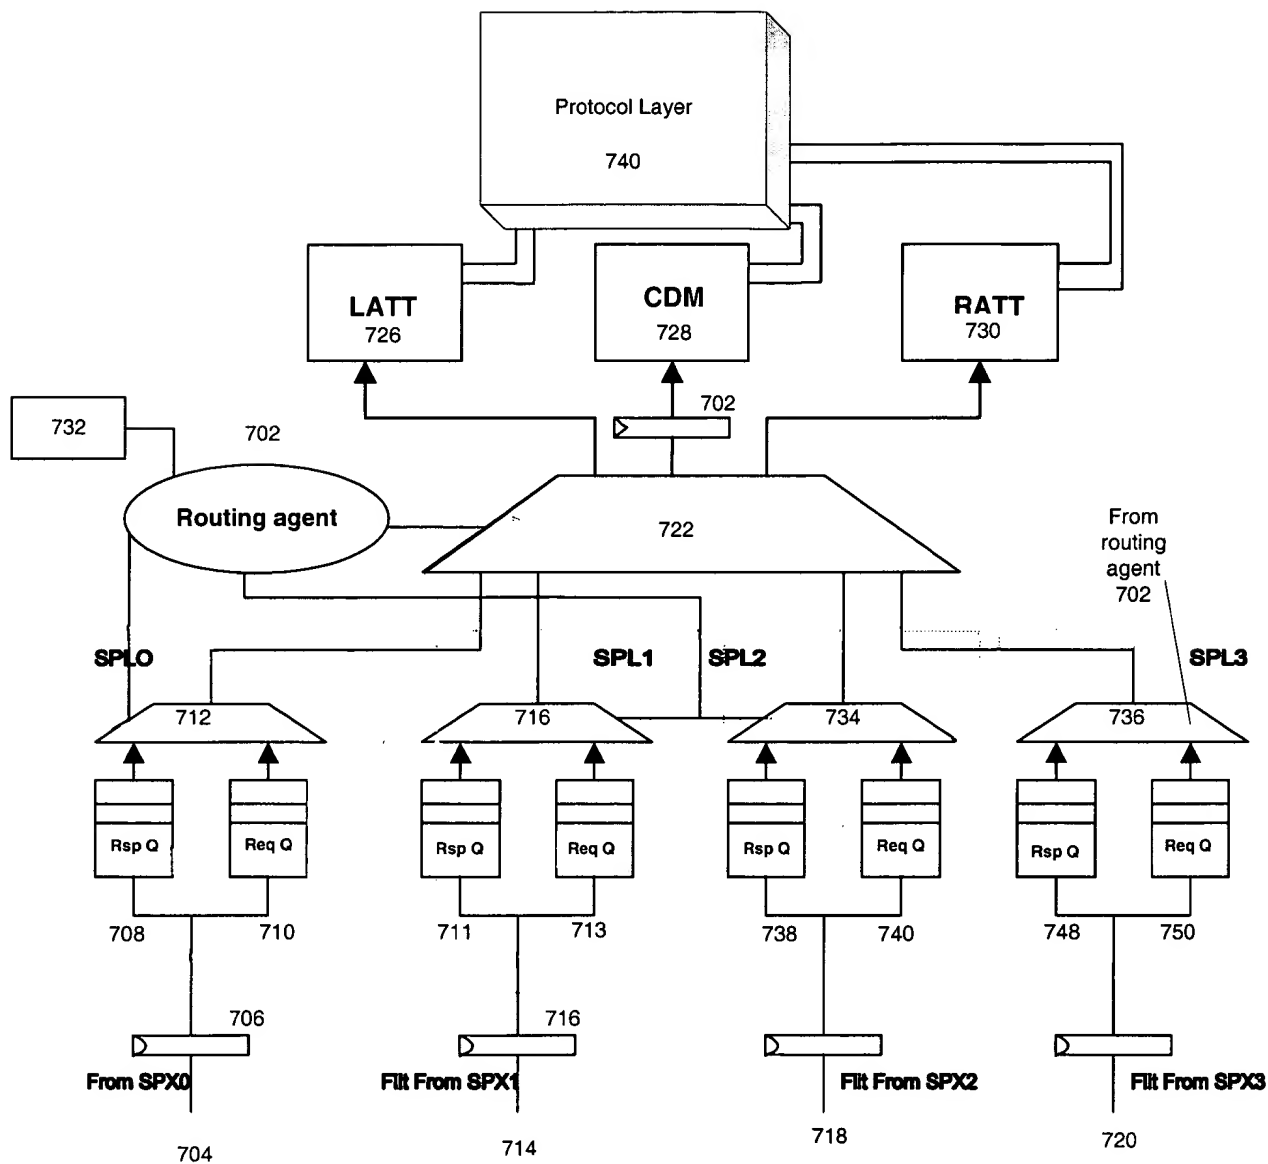 Protocol Layer
740
LATT
726
CDM
728
RATT
730
702
732
702
Routing agent
722
From
routing
agent
702
SPLO
SPL1
SPL2
SPL3
712
716
734
736
Rsp Q
Req Q
Rsp Q
Req Q
Rsp Q
Req Q
Rsp Q
Req Q
708
710
711
713
738
740
748
750
706
716
From SPX0
Flit From SPX1
Flit From SPX2
Flit From SPX3
704
714
718
720